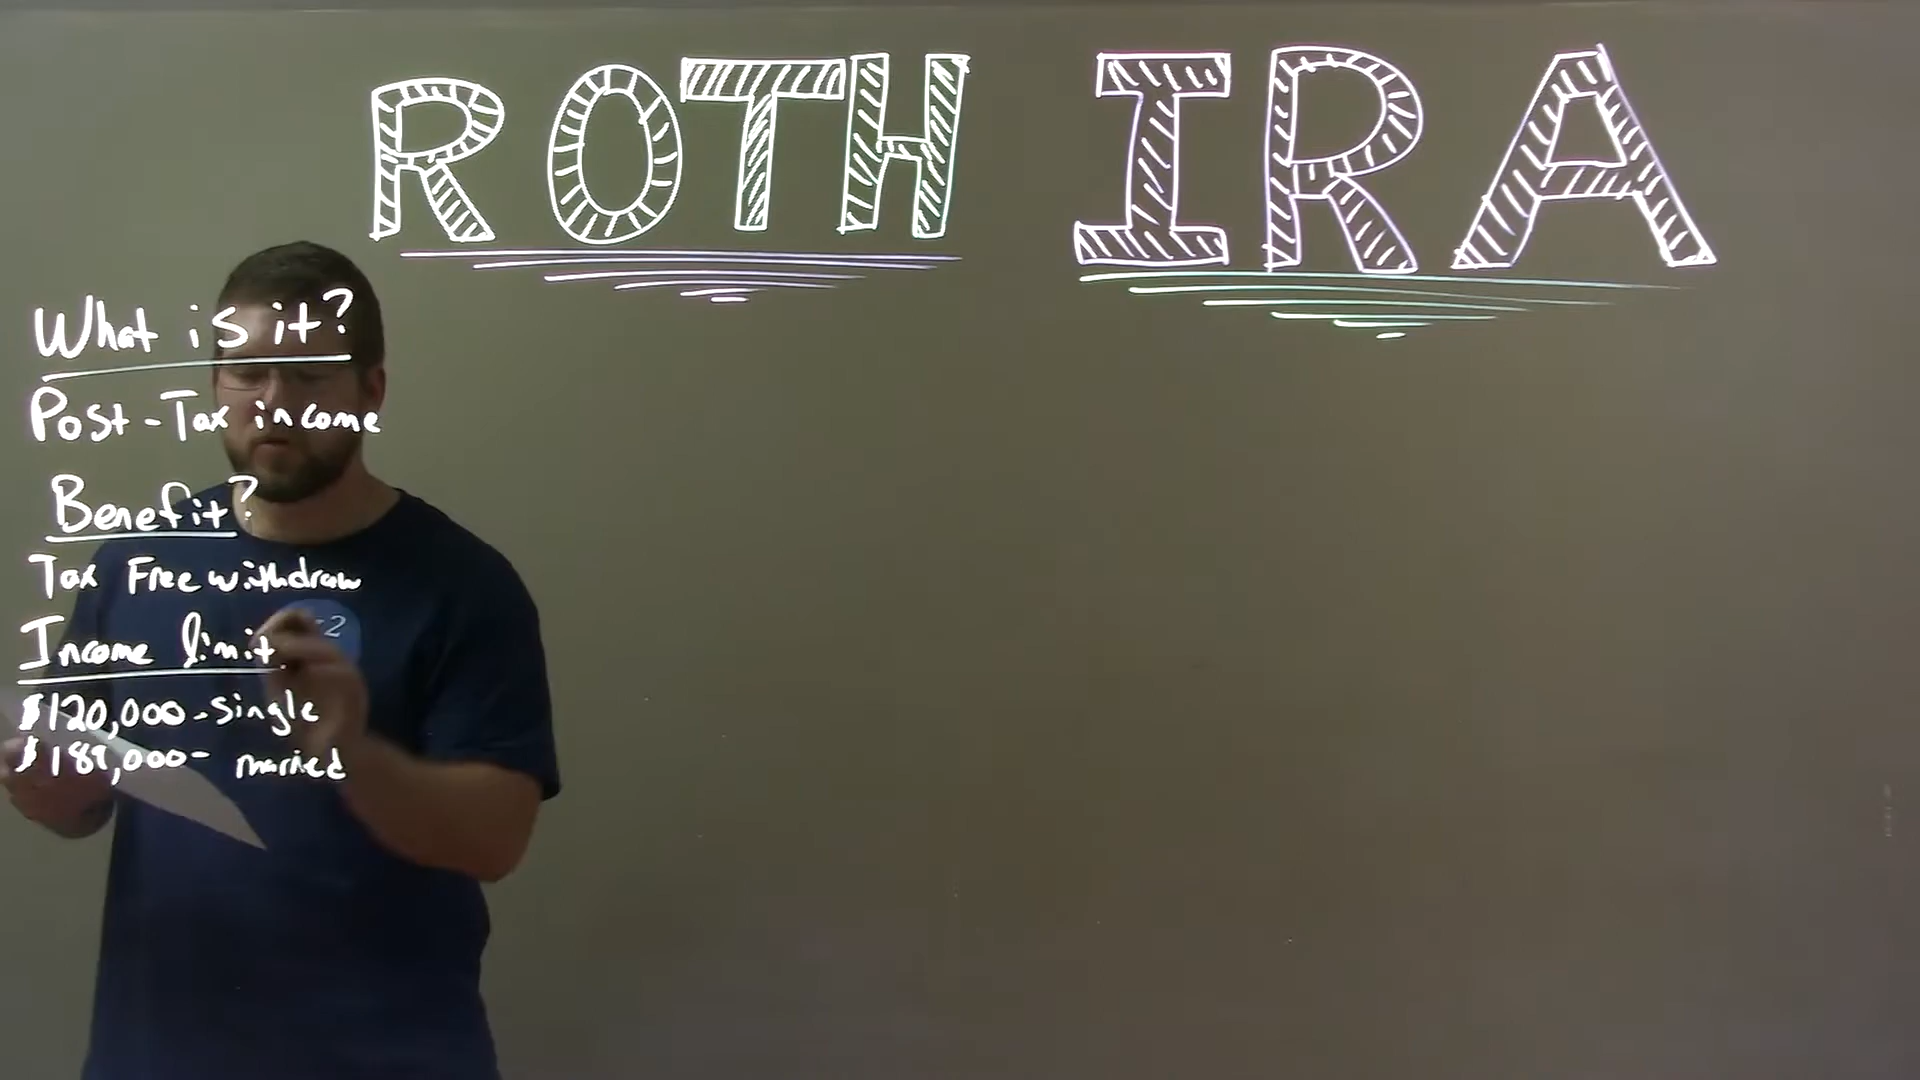 ROTH IRA
What is it?
Post-Tax income
Benefit?
Tax Free withdraw
Income limit
$120,000-single
$189,000- married